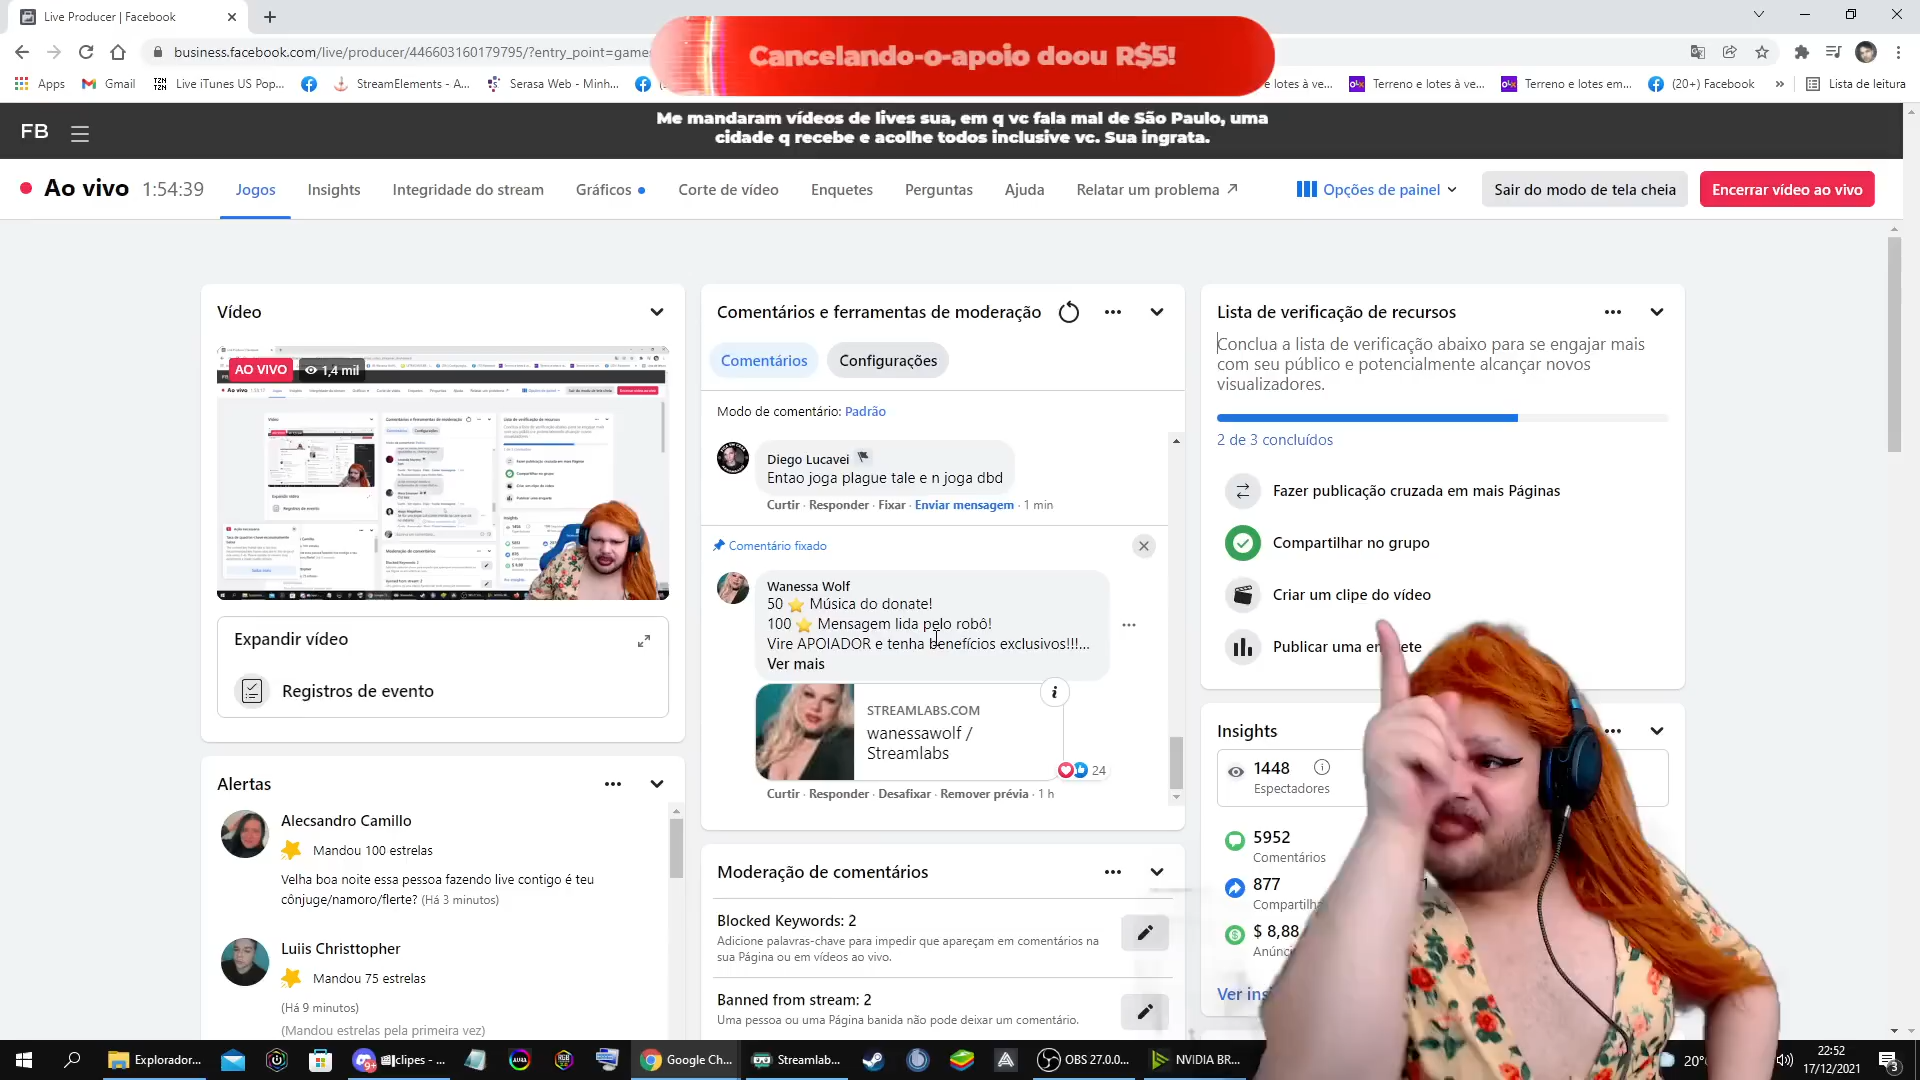 Live Producer | Facebook
business.facebook.com/live/producer/446603160179795/?entry_point=game
Cancelando-o-apoio doou R$5!
Apps
Gmail
Live iTunes US Pop...
StreamElements - A...
Serasa Web - Minh...
e lotes à ve...
Terreno e lotes à ve...
Terreno e lotes em...
(20+) Facebook
»
Lista de leitura
FB
Me mandaram vídeos de lives sua, em q vc fala mal de São Paulo, uma
cidade q recebe e acolhe todos inclusive vc. Sua ingrata.
Ao vivo 1:54:39
Jogos
Insights
Integridade do stream
Gráficos
Corte de vídeo
Enquetes
Perguntas
Ajuda
Relatar um problema
Opções de painel
Sair do modo de tela cheia
Encerrar vídeo ao vivo
Vídeo
AO VIVO
1,4 mil
Expandir vídeo
Registros de evento
Alertas
Alecsandro Camillo
Mandou 100 estrelas
Velha boa noite essa pessoa fazendo live contigo é teu
cônjuge/namoro/flerte? (Há 3 minutos)
Luiis Christtopher
Mandou 75 estrelas
(Há 9 minutos)
(Mandou estrelas pela primeira vez)
Comentários e ferramentas de moderação
Comentários
Configurações
Modo de comentário: Padrão
Diego Lucavei
Entao joga plague tale e n joga dbd
Curtir · Responder · Fixar · Enviar mensagem · 1 min
Comentário fixado
Wanessa Wolf
50 ⭐ Música do donate!
100 ⭐ Mensagem lida pelo robô!
Vire APOIADOR e tenha benefícios exclusivos!!!...
Ver mais
STREAMLABS.COM
wanessawolf /
Streamlabs
24
Curtir · Responder · Desafixar · Remover prévia · 1 h
Moderação de comentários
Blocked Keywords: 2
Adicione palavras-chave para impedir que apareçam em comentários na
sua Página ou em vídeos ao vivo.
Banned from stream: 2
Uma pessoa ou uma Página banida não pode deixar um comentário.
Lista de verificação de recursos
Conclua a lista de verificação abaixo para se engajar mais
com seu público e potencialmente alcançar novos
visualizadores.
2 de 3 concluídos
Fazer publicação cruzada em mais Páginas
Compartilhar no grupo
Criar um clipe do vídeo
Publicar uma en ete
Insights
1448
Espectadores
5952
Comentários
877
Compartilha
$ 8,88
Anúnc
Ver ins
Explorador...
9+
clipes - ...
Google Ch...
Streamlab...
OBS 27.0.0...
NVIDIA BR...
20°
22:52
17/12/2021
3